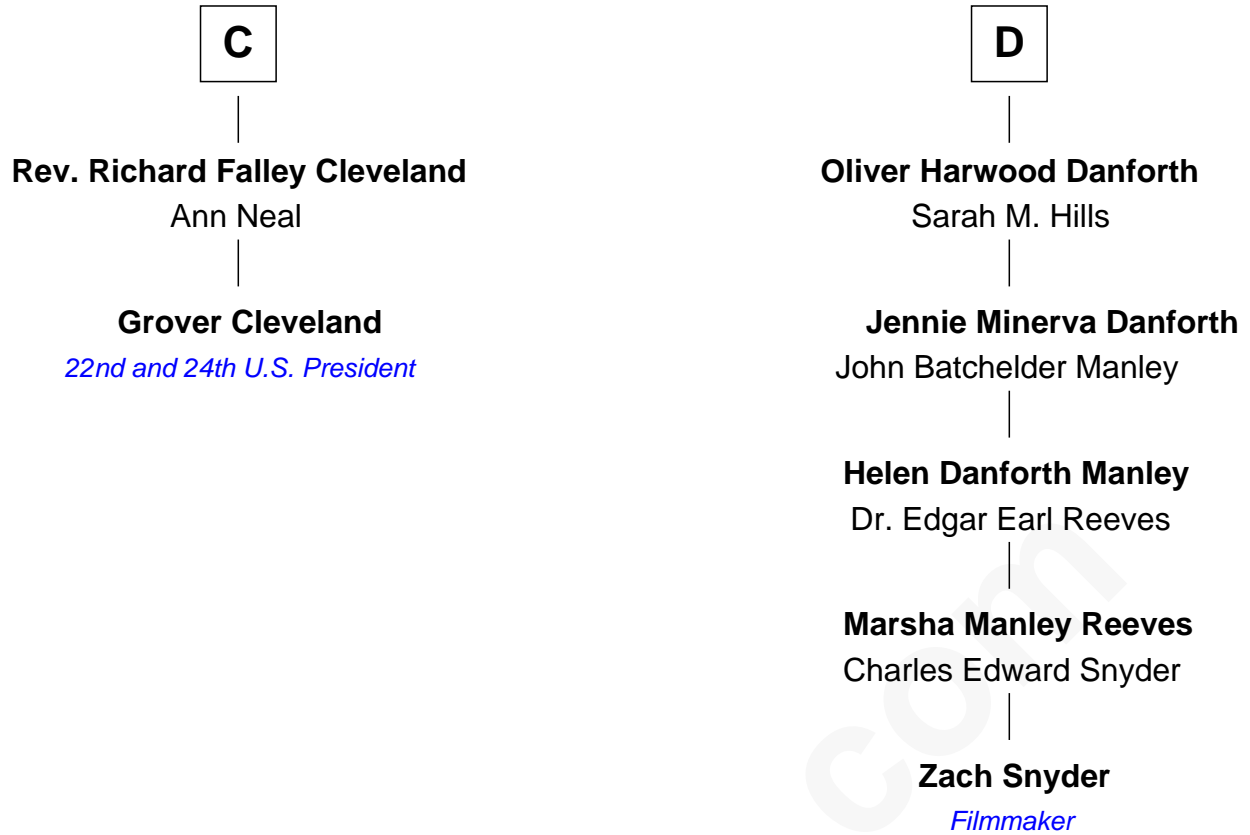 C
Rev. Richard Falley Cleveland
Ann Neal
Grover Cleveland
22nd and 24th U.S. President
D
Oliver Harwood Danforth
Sarah M. Hills
Jennie Minerva Danforth
John Batchelder Manley
Helen Danforth Manley
Dr. Edgar Earl Reeves
Marsha Manley Reeves
Charles Edward Snyder
Zach Snyder
Filmmaker
com